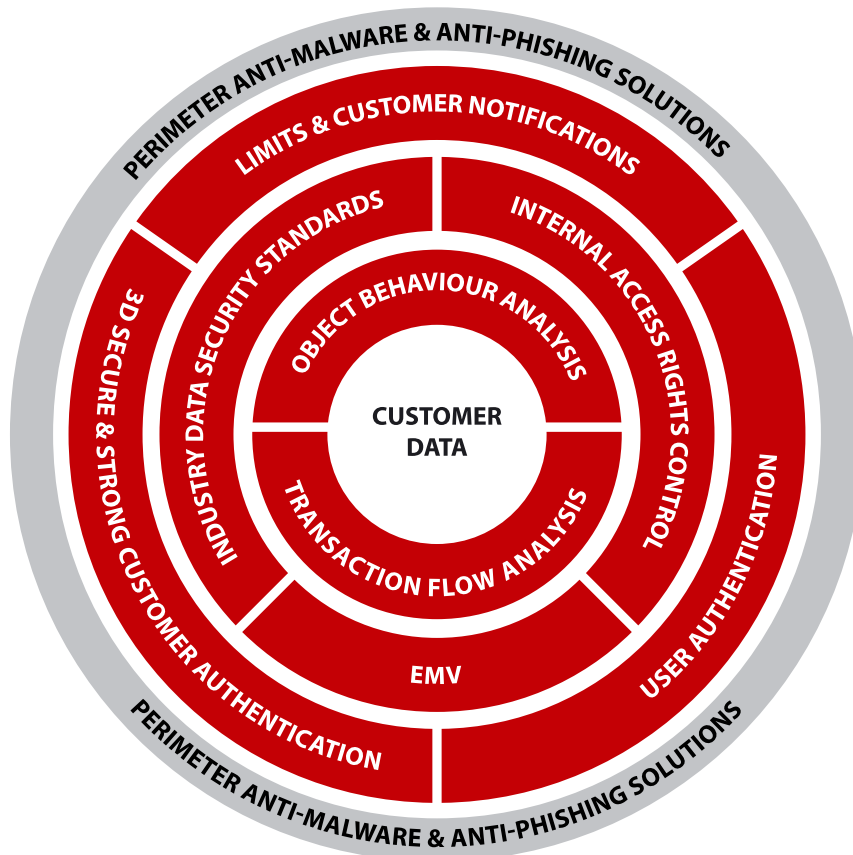 PERIMETER ANTI-MALWARE & ANTI-PHISHING SOLUTIONS
LIMITS & CUSTOMER NOTIFICATIONS
INDUSTRY DATA SECURITY STANDARDS
INTERNAL ACCESS RIGHTS CONTROL
OBJECT BEHAVIOUR ANALYSIS
3D SECURE & STRONG CUSTOMER AUTHENTICATION
CUSTOMER
DATA
USER AUTHENTICATION
TRANSACTION FLOW ANALYSIS
EMV
PERIMETER ANTI-MALWARE & ANTI-PHISHING SOLUTIONS